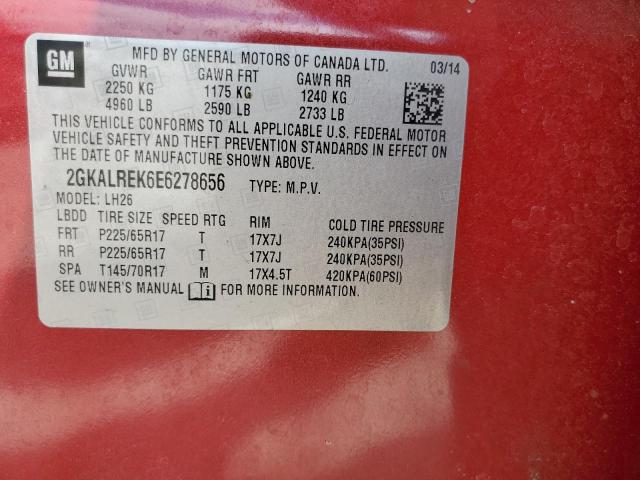 GM
MFD BY GENERAL MOTORS OF CANADA LTD.
GVWR GAWR FRT GAWR RR 03/14
2250 KG 1175 KG 1240 KG
4960 LB 2590 LB 2733 LB
THIS VEHICLE CONFORMS TO ALL APPLICABLE U.S. FEDERAL MOTOR
VEHICLE SAFETY AND THEFT PREVENTION STANDARDS IN EFFECT ON
THE DATE OF MANUFACTURE SHOWN ABOVE.
2GKALREK6E6278656 TYPE: M.P.V.
MODEL: LH26
LBDD TIRE SIZE SPEED RTG RIM COLD TIRE PRESSURE
FRT P225/65R17 T 17X7J 240KPA(35PSI)
RR P225/65R17 T 17X7J 240KPA(35PSI)
SPA T145/70R17 M 17X4.5T 420KPA(60PSI)
SEE OWNER'S MANUAL FOR MORE INFORMATION.